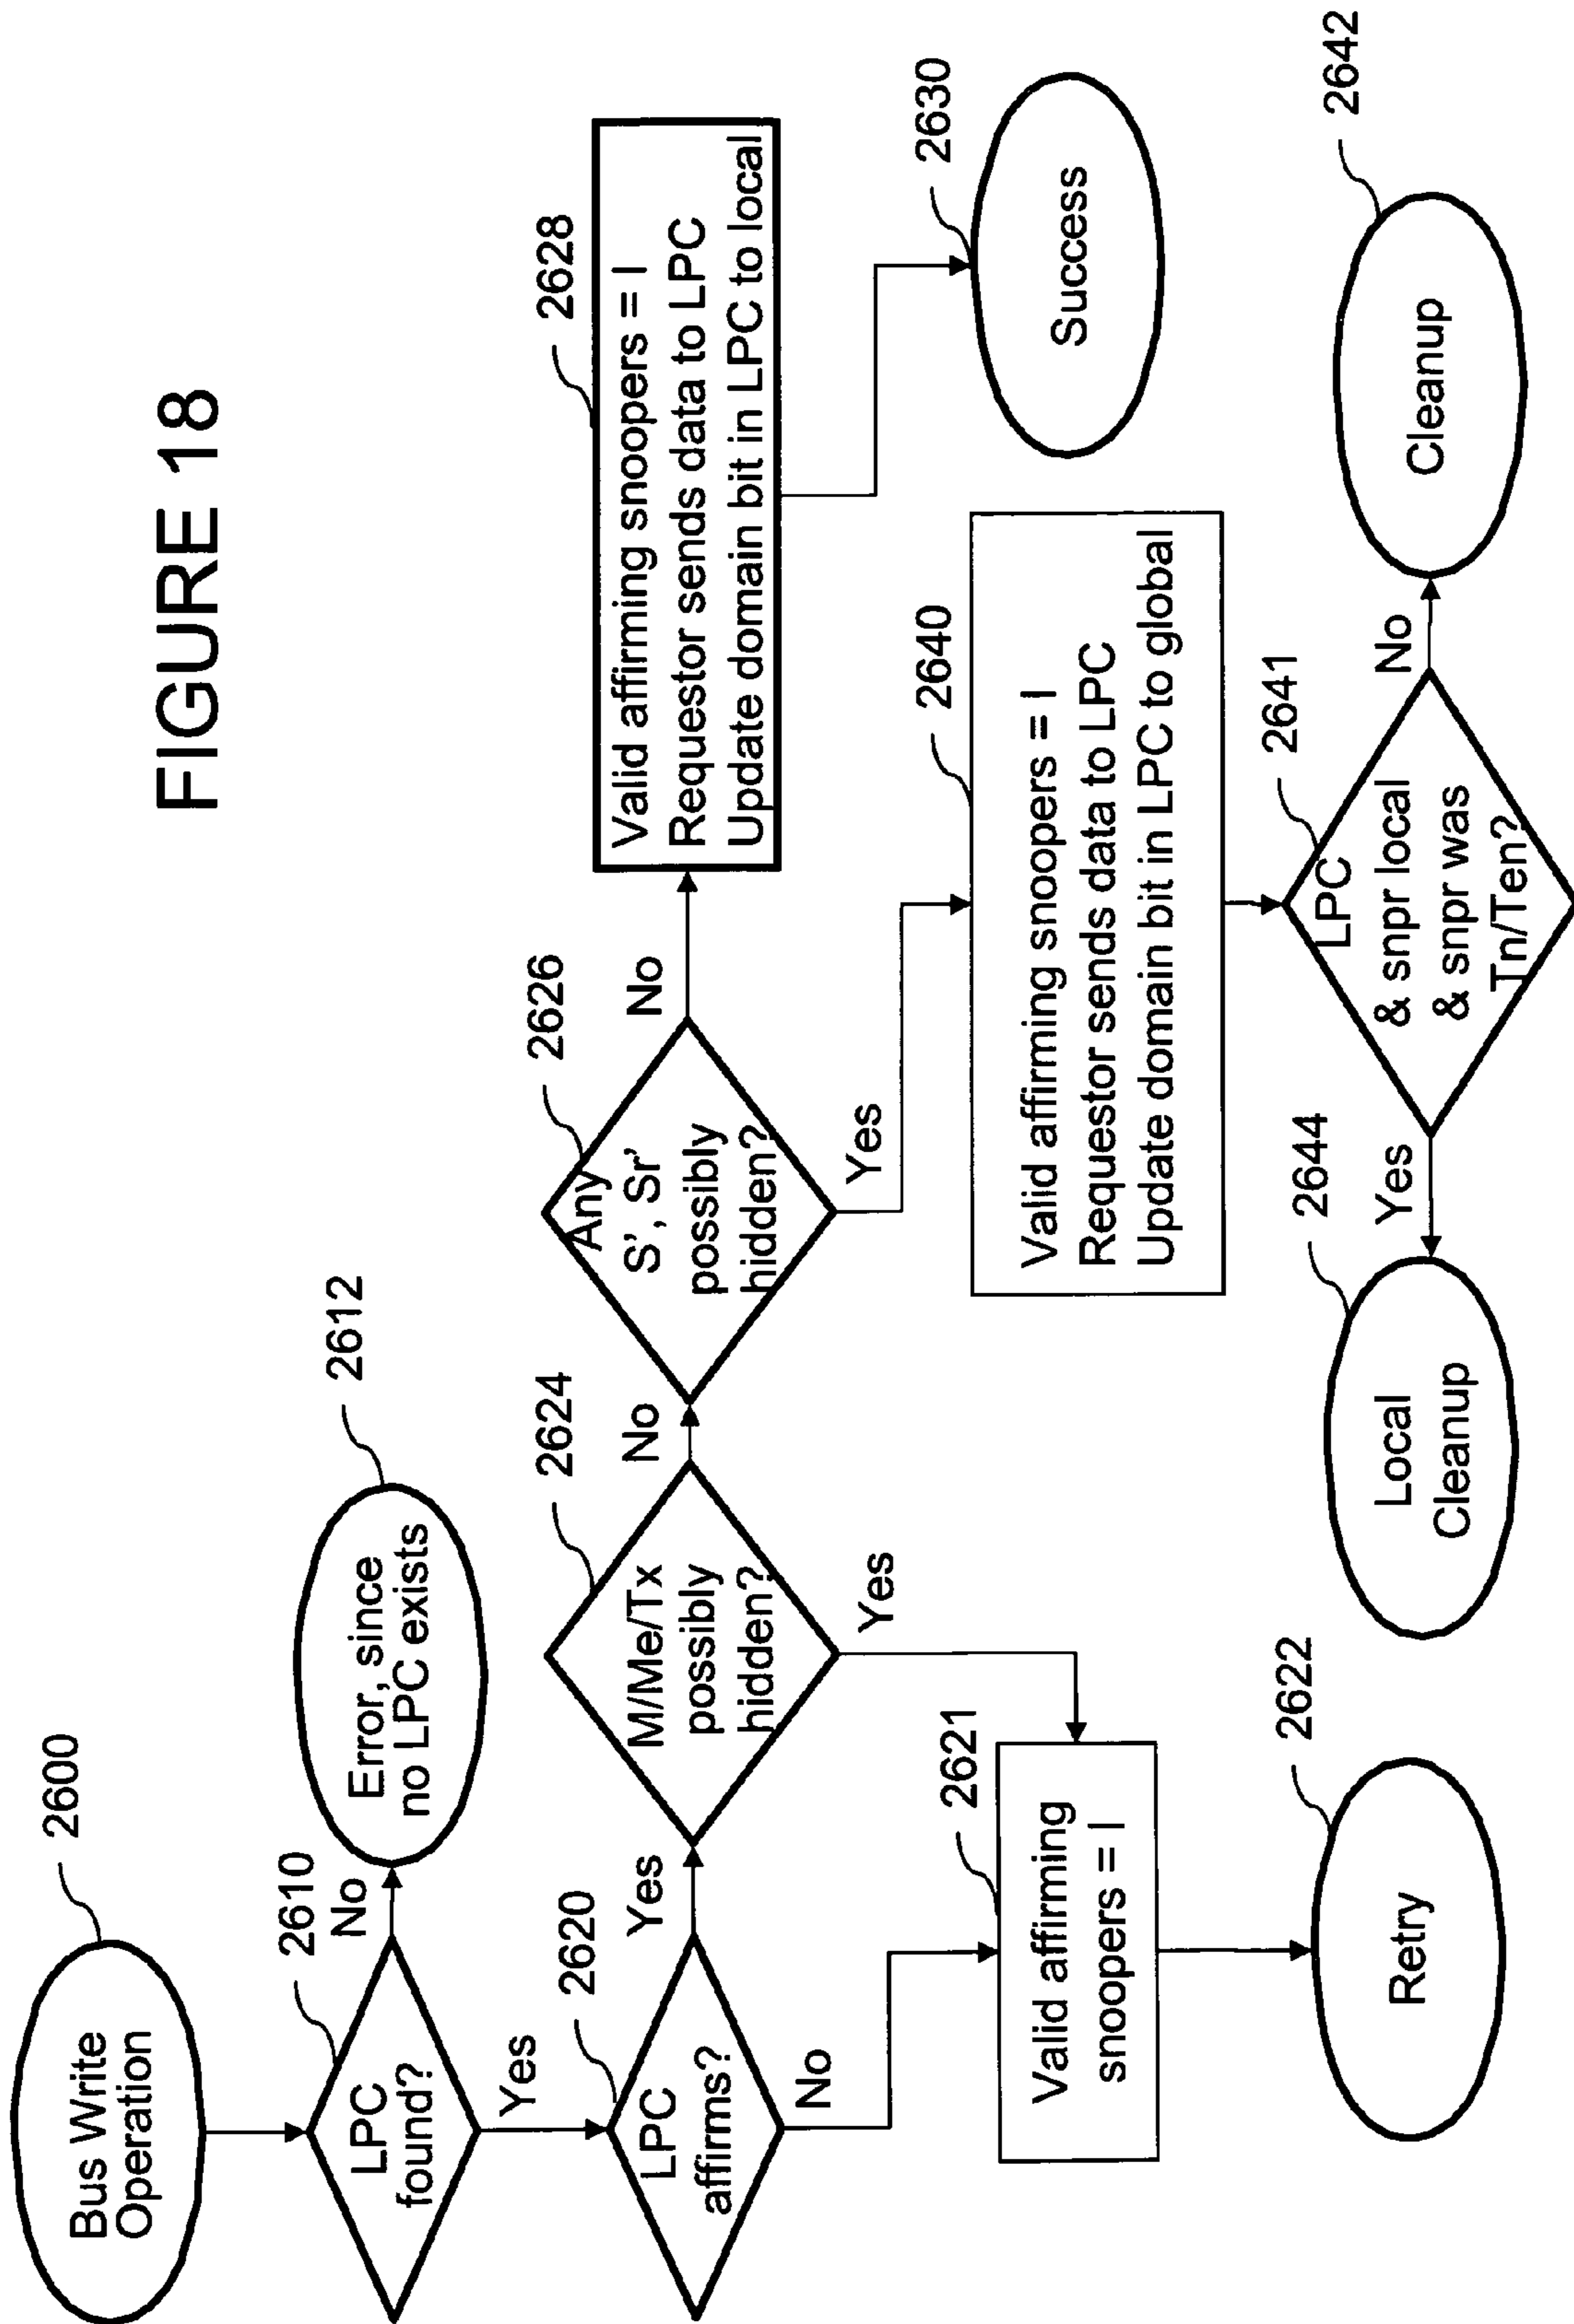 FIGURE 18
2600
Bus Write
Operation
2610
LPC
found?
No
2612
Error, since
no LPC exists
Yes
2620
LPC
affirms?
Yes
No
2624
M/Me/Tx
possibly
hidden?
No
Yes
2621
Valid affirming
snoopers = I
2622
Retry
2626
Any
S', Sr'
possibly
hidden?
No
Yes
2628
Valid affirming snoopers = I
Requestor sends data to LPC
Update domain bit in LPC to local
2630
Success
2640
Valid affirming snoopers = I
Requestor sends data to LPC
Update domain bit in LPC to global
2641
LPC
& snpr local
& snpr was
Tn/Ten?
No
2642
Cleanup
Yes
2644
Local
Cleanup